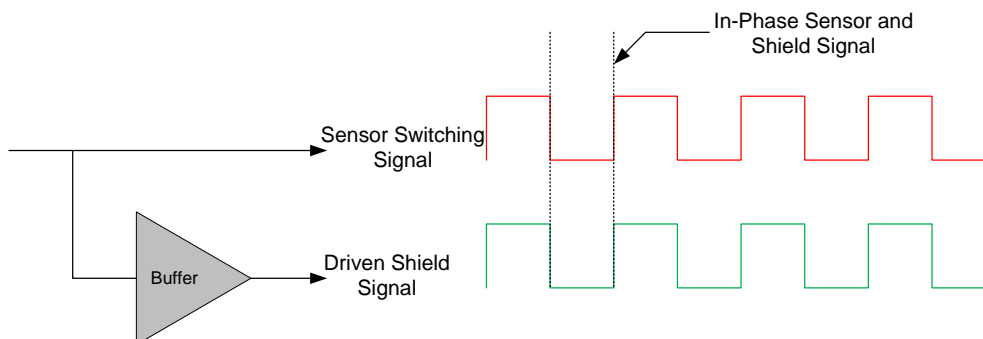 In-Phase Sensor and
Shield Signal
Sensor Switching
Signal
Buffer
Driven Shield
Signal